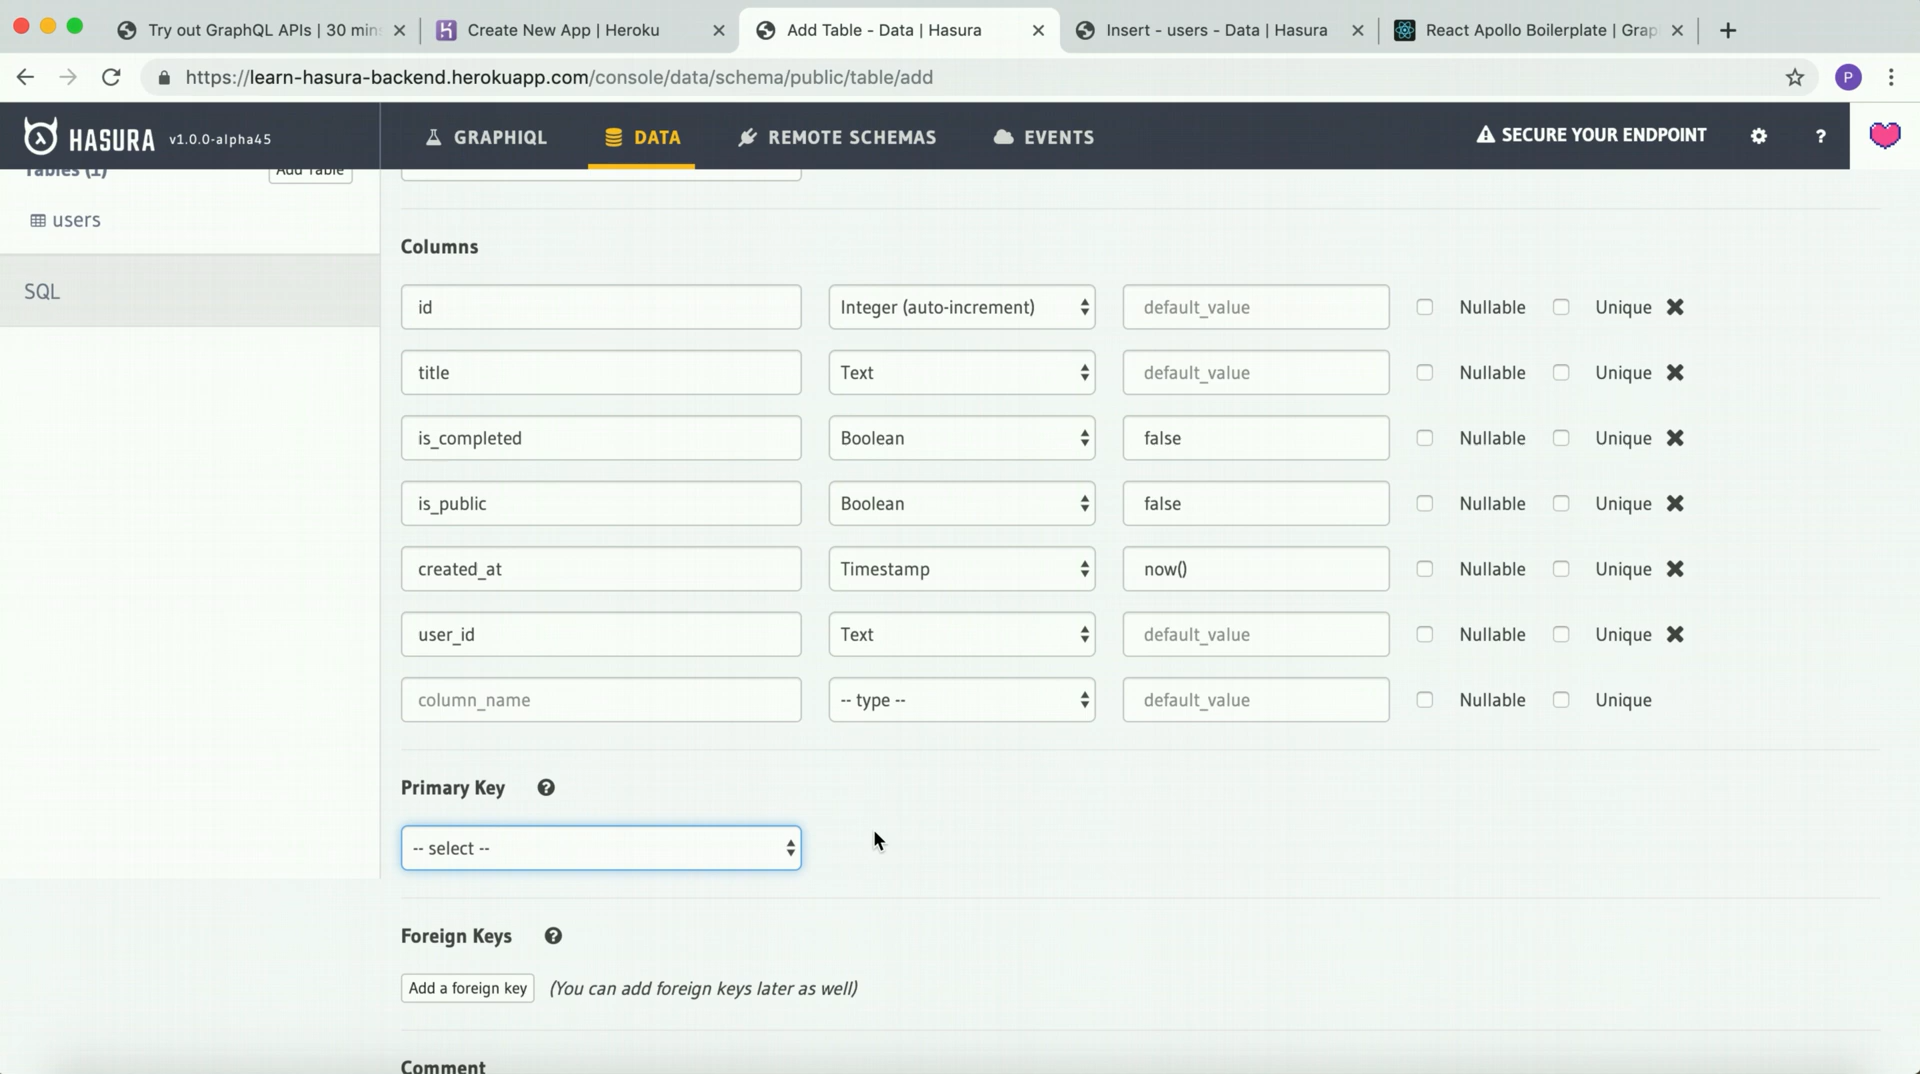 Try out GraphQL APIs | 30 min
Create New App | Heroku
Add Table - Data | Hasura
Insert - users - Data | Hasura
React Apollo Boilerplate | Grap
https://learn-hasura-backend.herokuapp.com/console/data/schema/public/table/add
P
HASURA v1.0.0-alpha45
GRAPHIQL
DATA
REMOTE SCHEMAS
EVENTS
SECURE YOUR ENDPOINT
?
Tables (1)
Add Table
users
SQL
Columns
id Integer (auto-increment) default_value Nullable Unique
title Text default_value Nullable Unique
is_completed Boolean false Nullable Unique
is_public Boolean false Nullable Unique
created_at Timestamp now() Nullable Unique
user_id Text default_value Nullable Unique
column_name -- type -- default_value Nullable Unique
Primary Key ?
-- select --
Foreign Keys ?
Add a foreign key (You can add foreign keys later as well)
Comment